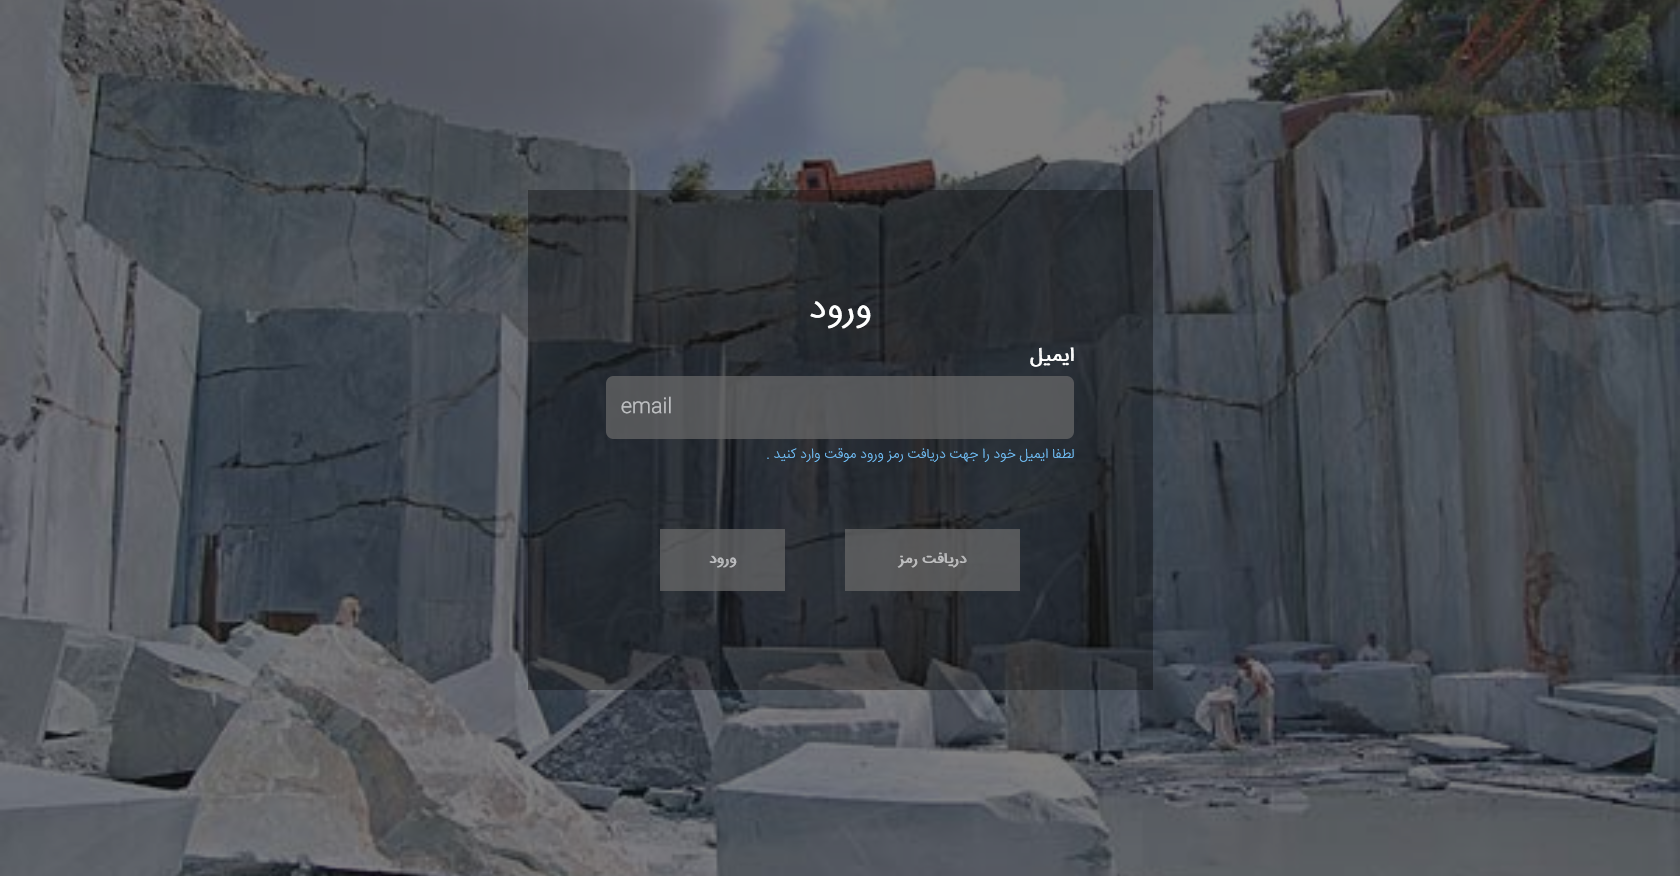 ورود
ایمیل
email
لطفا ایمیل خود را جهت دریافت رمز ورود موقت وارد کنید .
دریافت رمز
ورود